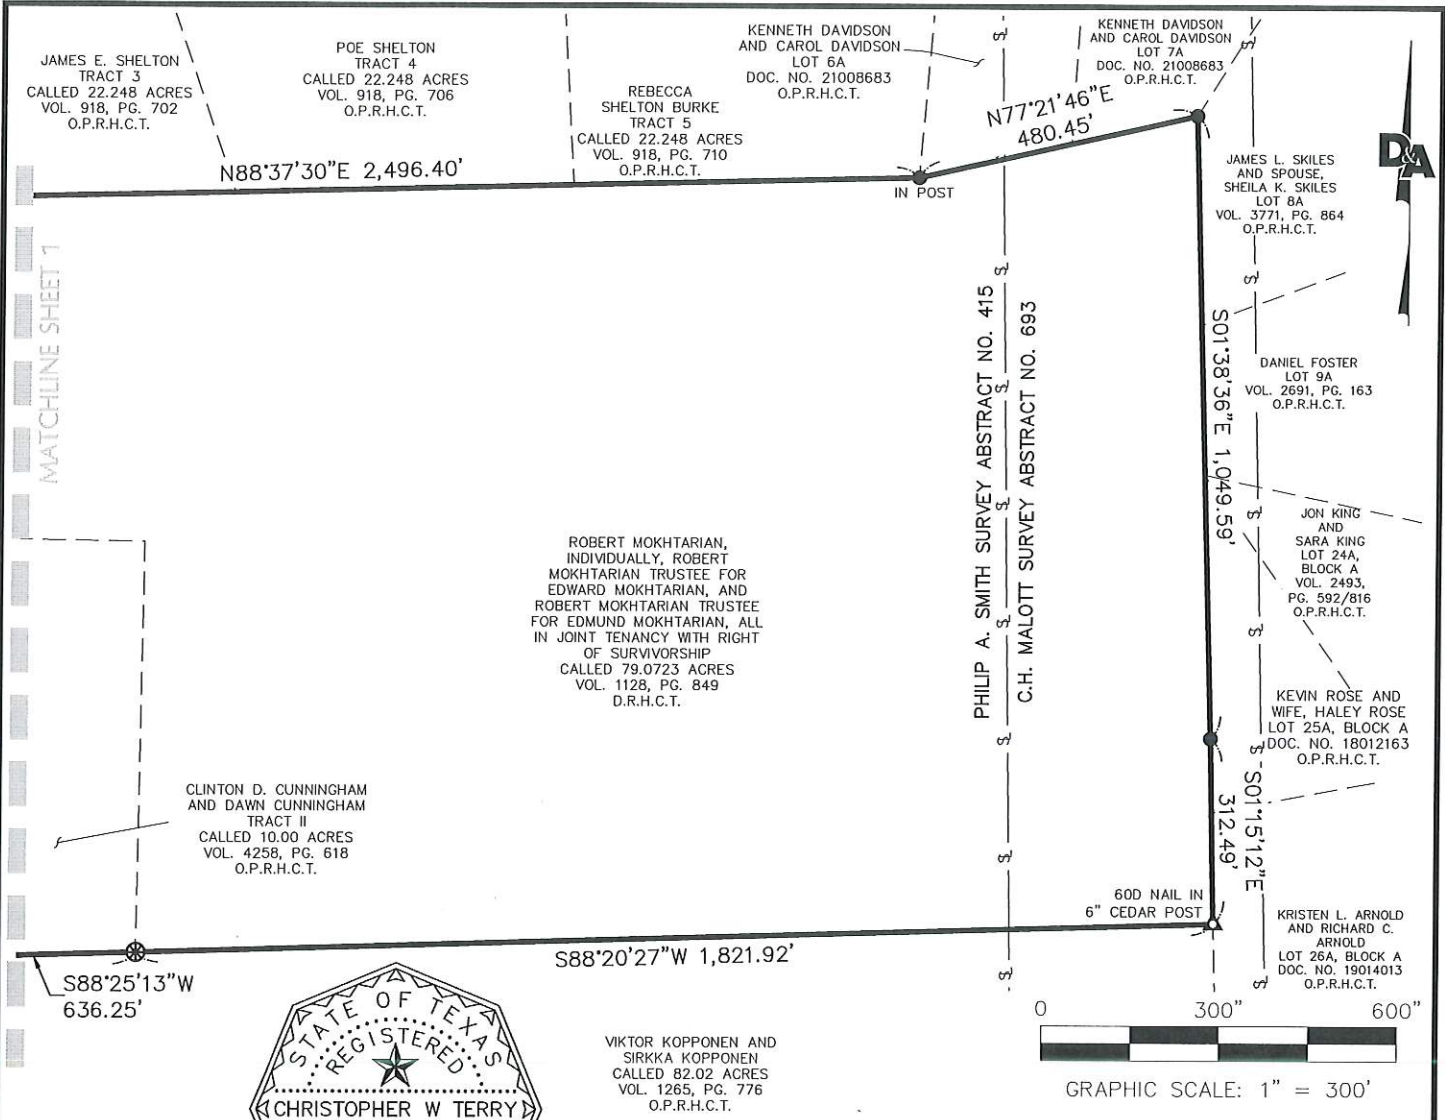 JAMES E. SHELTON
TRACT 3
CALLED 22.248 ACRES
VOL. 918, PG. 702
O.P.R.H.C.T.
POE SHELTON
TRACT 4
CALLED 22.248 ACRES
VOL. 918, PG. 706
O.P.R.H.C.T.
REBECCA
SHELTON BURKE
TRACT 5
CALLED 22.248 ACRES
VOL. 918, PG. 710
O.P.R.H.C.T.
KENNETH DAVIDSON
AND CAROL DAVIDSON
LOT 6A
DOC. NO. 21008683
O.P.R.H.C.T.
KENNETH DAVIDSON
AND CAROL DAVIDSON
LOT 7A
DOC. NO. 21008683
O.P.R.H.C.T.
N88°37'30"E 2,496.40'
N77°21'46"E
480.45'
IN POST
D&A
JAMES L. SKILES
AND SPOUSE,
SHEILA K. SKILES
LOT 8A
VOL. 3771, PG. 864
O.P.R.H.C.T.
MATCHLINE SHEET 1
PHILIP A. SMITH SURVEY ABSTRACT NO. 415
C.H. MALOTT SURVEY ABSTRACT NO. 693
S01°38'36"E 1,049.59'
DANIEL FOSTER
LOT 9A
VOL. 2691, PG. 163
O.P.R.H.C.T.
JON KING
AND
SARA KING
LOT 24A,
BLOCK A
VOL. 2493,
PG. 592/816
O.P.R.H.C.T.
ROBERT MOKHTARIAN,
INDIVIDUALLY, ROBERT
MOKHTARIAN TRUSTEE FOR
EDWARD MOKHTARIAN, AND
ROBERT MOKHTARIAN TRUSTEE
FOR EDMUND MOKHTARIAN, ALL
IN JOINT TENANCY WITH RIGHT
OF SURVIVORSHIP
CALLED 79.0723 ACRES
VOL. 1128, PG. 849
D.R.H.C.T.
KEVIN ROSE AND
WIFE, HALEY ROSE
LOT 25A, BLOCK A
DOC. NO. 18012163
O.P.R.H.C.T.
CLINTON D. CUNNINGHAM
AND DAWN CUNNINGHAM
TRACT II
CALLED 10.00 ACRES
VOL. 4258, PG. 618
O.P.R.H.C.T.
S01°15'12"E
312.49'
60D NAIL IN
6" CEDAR POST
KRISTEN L. ARNOLD
AND RICHARD C.
ARNOLD
LOT 26A, BLOCK A
DOC. NO. 19014013
O.P.R.H.C.T.
S88°20'27"W 1,821.92'
S88°25'13"W
636.25'
STATE OF TEXAS
REGISTERED
CHRISTOPHER W TERRY
VIKTOR KOPPONEN AND
SIRKKA KOPPONEN
CALLED 82.02 ACRES
VOL. 1265, PG. 776
O.P.R.H.C.T.
0 300" 600"
GRAPHIC SCALE: 1" = 300'